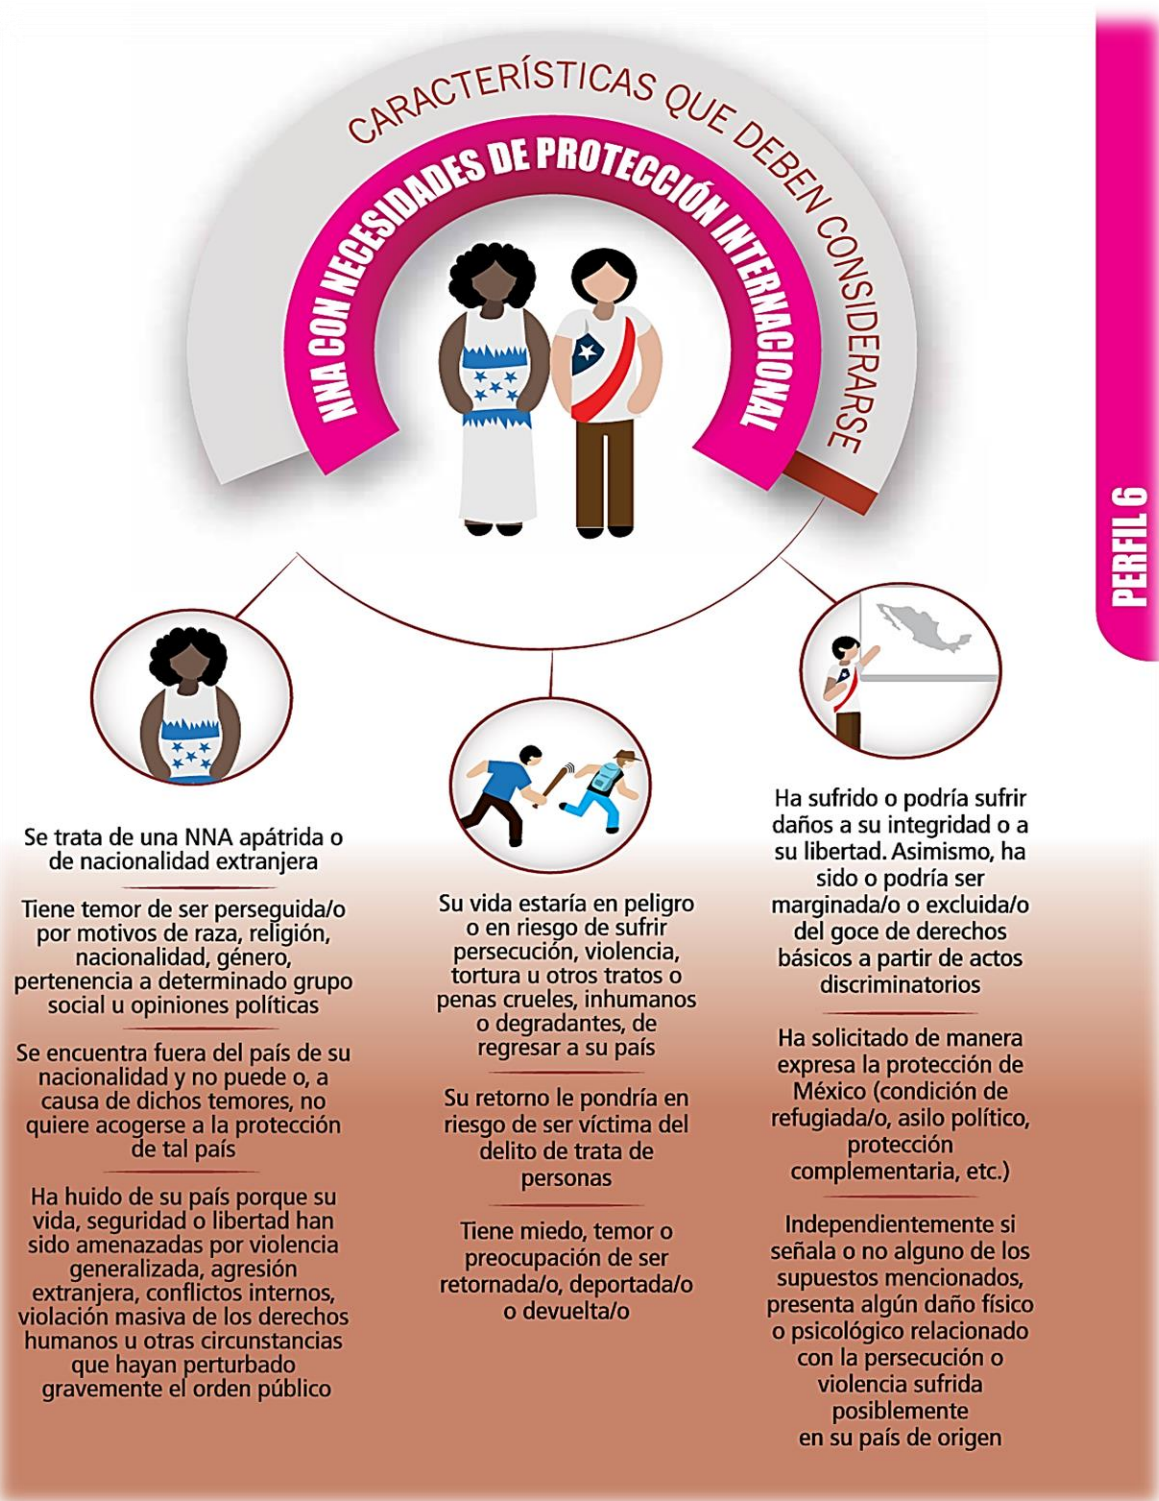 CARACTERÍSTICAS QUE DEBEN CONSIDERARSE
NNA CON NECESIDADES DE PROTECCIÓN INTERNACIONAL
PERFIL 6
Se trata de una NNA apátrida o
de nacionalidad extranjera
Tiene temor de ser perseguida/o
por motivos de raza, religión,
nacionalidad, género,
pertenencia a determinado grupo
social u opiniones políticas
Se encuentra fuera del país de su
nacionalidad y no puede o, a
causa de dichos temores, no
quiere acogerse a la protección
de tal país
Ha huido de su país porque su
vida, seguridad o libertad han
sido amenazadas por violencia
generalizada, agresión
extranjera, conflictos internos,
violación masiva de los derechos
humanos u otras circunstancias
que hayan perturbado
gravemente el orden público
Su vida estaría en peligro
o en riesgo de sufrir
persecución, violencia,
tortura u otros tratos o
penas crueles, inhumanos
o degradantes, de
regresar a su país
Su retorno le pondría en
riesgo de ser víctima del
delito de trata de
personas
Tiene miedo, temor o
preocupación de ser
retornada/o, deportada/o
o devuelta/o
Ha sufrido o podría sufrir
daños a su integridad o a
su libertad. Asimismo, ha
sido o podría ser
marginada/o o excluida/o
del goce de derechos
básicos a partir de actos
discriminatorios
Ha solicitado de manera
expresa la protección de
México (condición de
refugiada/o, asilo político,
protección
complementaria, etc.)
Independientemente si
señala o no alguno de los
supuestos mencionados,
presenta algún daño físico
o psicológico relacionado
con la persecución o
violencia sufrida
posiblemente
en su país de origen